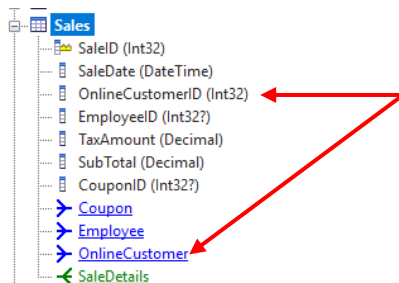 Sales
SaleID (Int32)
SaleDate (DateTime)
OnlineCustomerID (Int32)
EmployeeID (Int32?)
TaxAmount (Decimal)
SubTotal (Decimal)
CouponID (Int32?)
Coupon
Employee
OnlineCustomer
SaleDetails